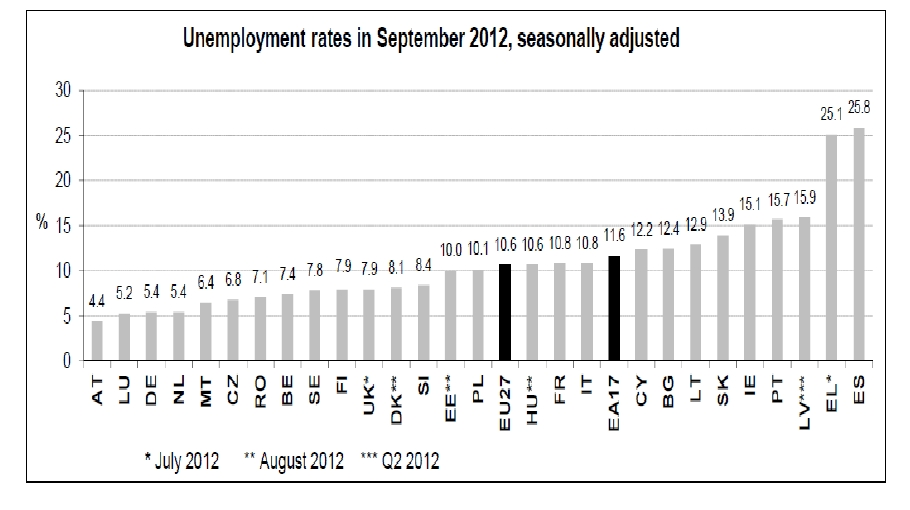 Unemployment rates in September 2012, seasonally adjusted
30
25
20
15
10
5
0
%
4.4 5.2 5.4 5.4 6.4 6.8 7.1 7.4 7.8 7.9 7.9 8.1 8.4 10.0 10.1 10.6 10.6 10.8 10.8 11.6 12.2 12.4 12.9 13.9 15.1 15.7 15.9 25.1 25.8
AT LU DE NL MT CZ RO BE SE FI UK* DK** SI EE** PL EU27 HU** FR IT EA17 CY BG LT SK IE PT LV*** EL* ES
* July 2012 ** August 2012 *** Q2 2012